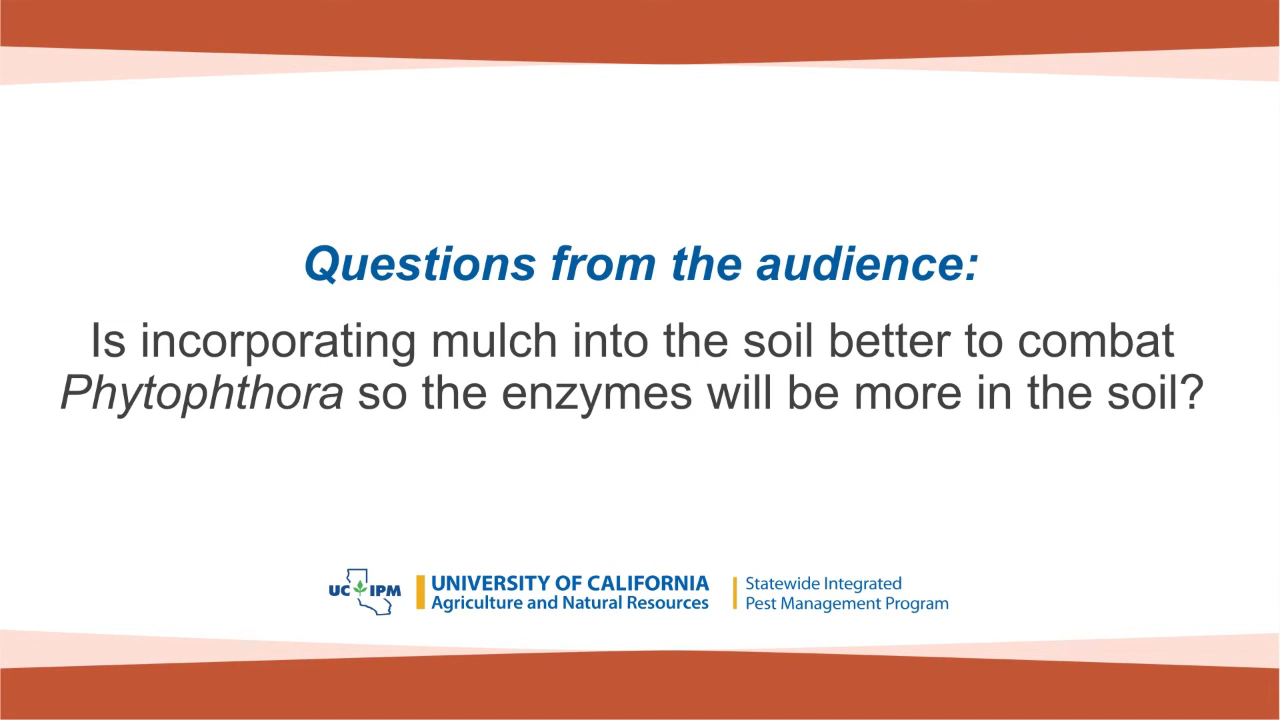 Questions from the audience:
Is incorporating mulch into the soil better to combat
Phytophthora so the enzymes will be more in the soil?
UC IPM
UNIVERSITY OF CALIFORNIA
Agriculture and Natural Resources
Statewide Integrated
Pest Management Program